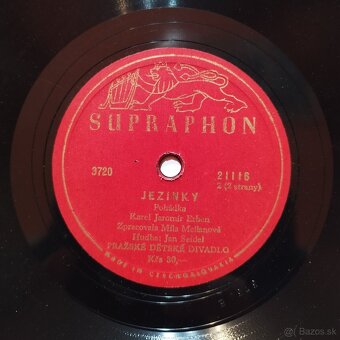 SUPRAPHON
3720
21116
2 (2 strany)
JEZINKY
Pohádka
Karel Jaromír Erben
Zpracovala Míla Mellanová
Hudba: Jan Seidel
PRAŽSKÉ DĚTSKÉ DIVADLO
Kčs 30,—
MADE IN CZECHOSLOVAKIA
Bazos.sk